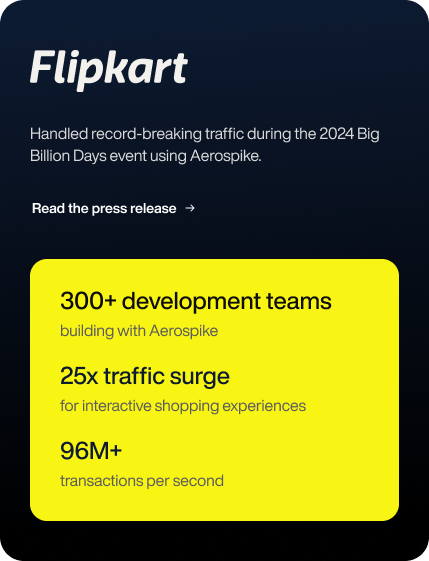 Flipkart
Handled record-breaking traffic during the 2024 Big
Billion Days event using Aerospike.
Read the press release →
300+ development teams
building with Aerospike
25x traffic surge
for interactive shopping experiences
96M+
transactions per second